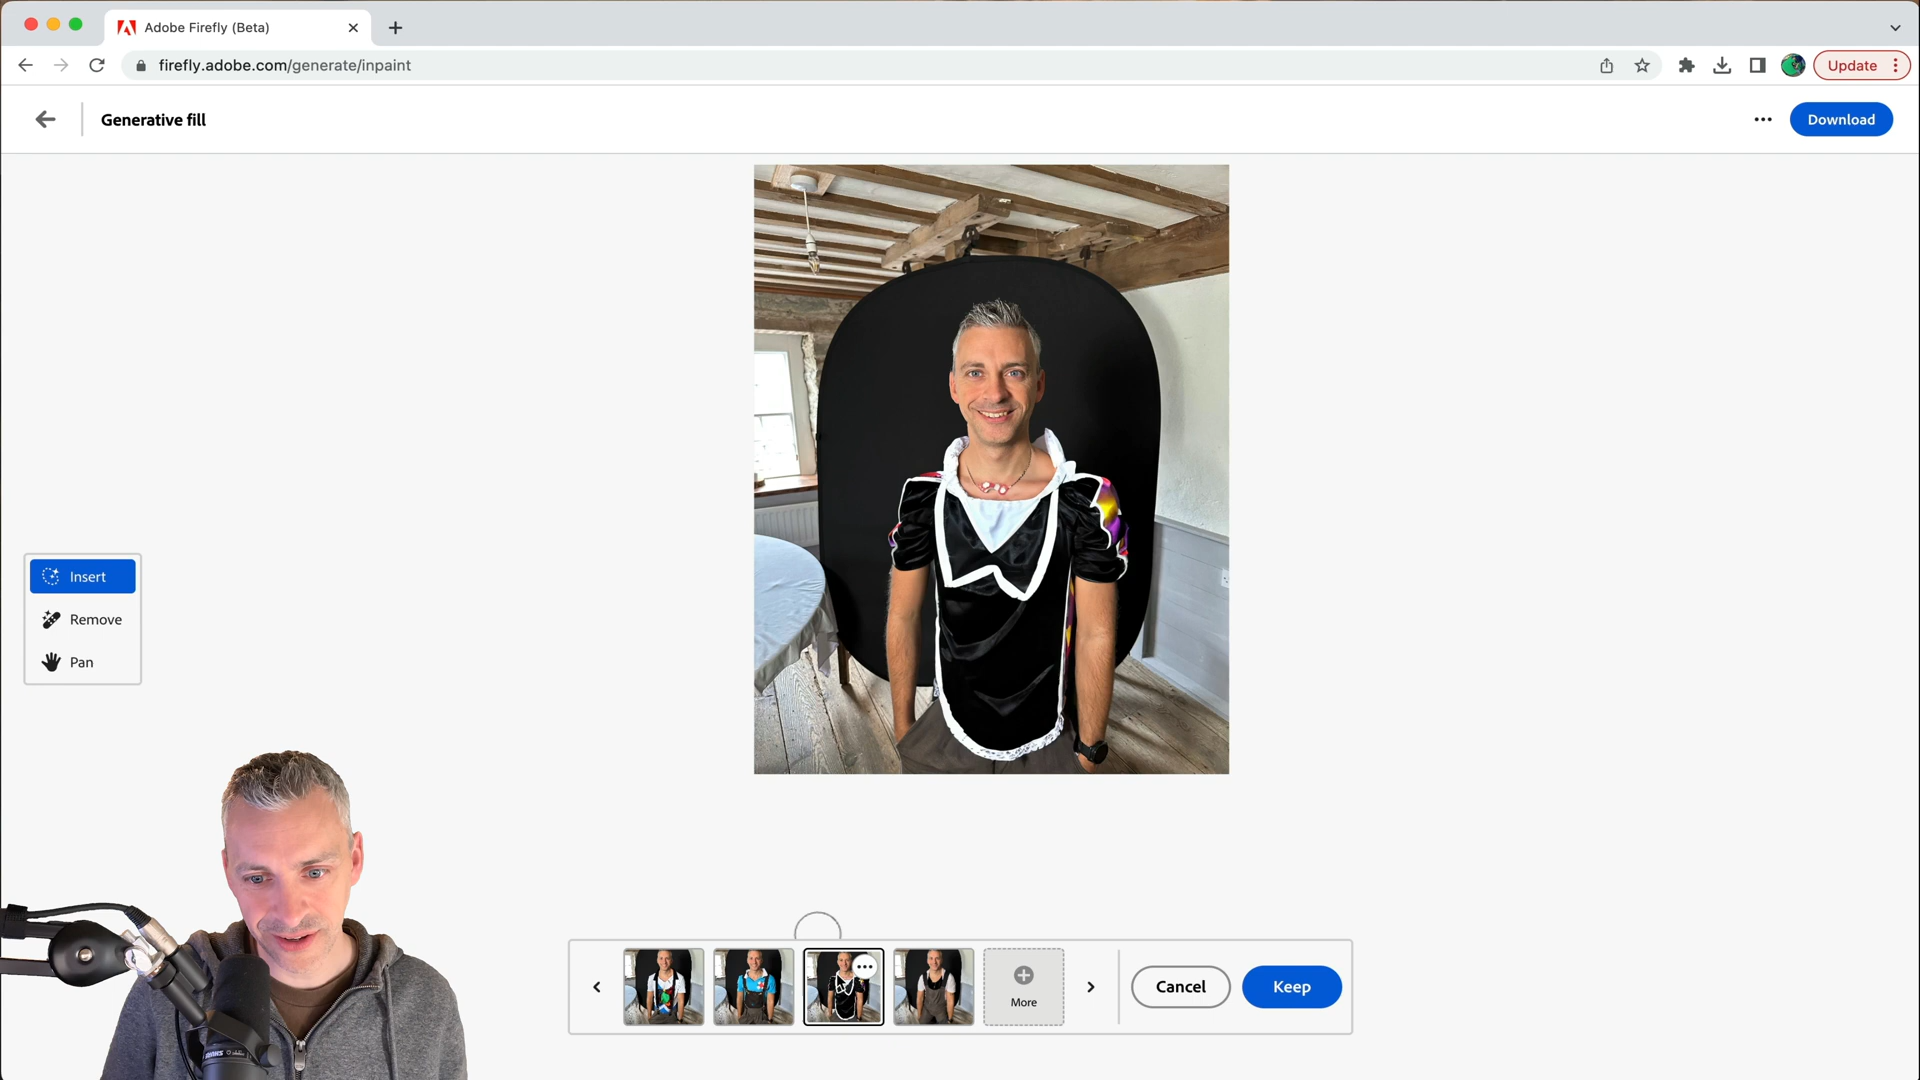 Adobe Firefly (Beta)
firefly.adobe.com/generate/inpaint
Update
Generative fill
Download
Insert
Remove
Pan
More
Cancel
Keep